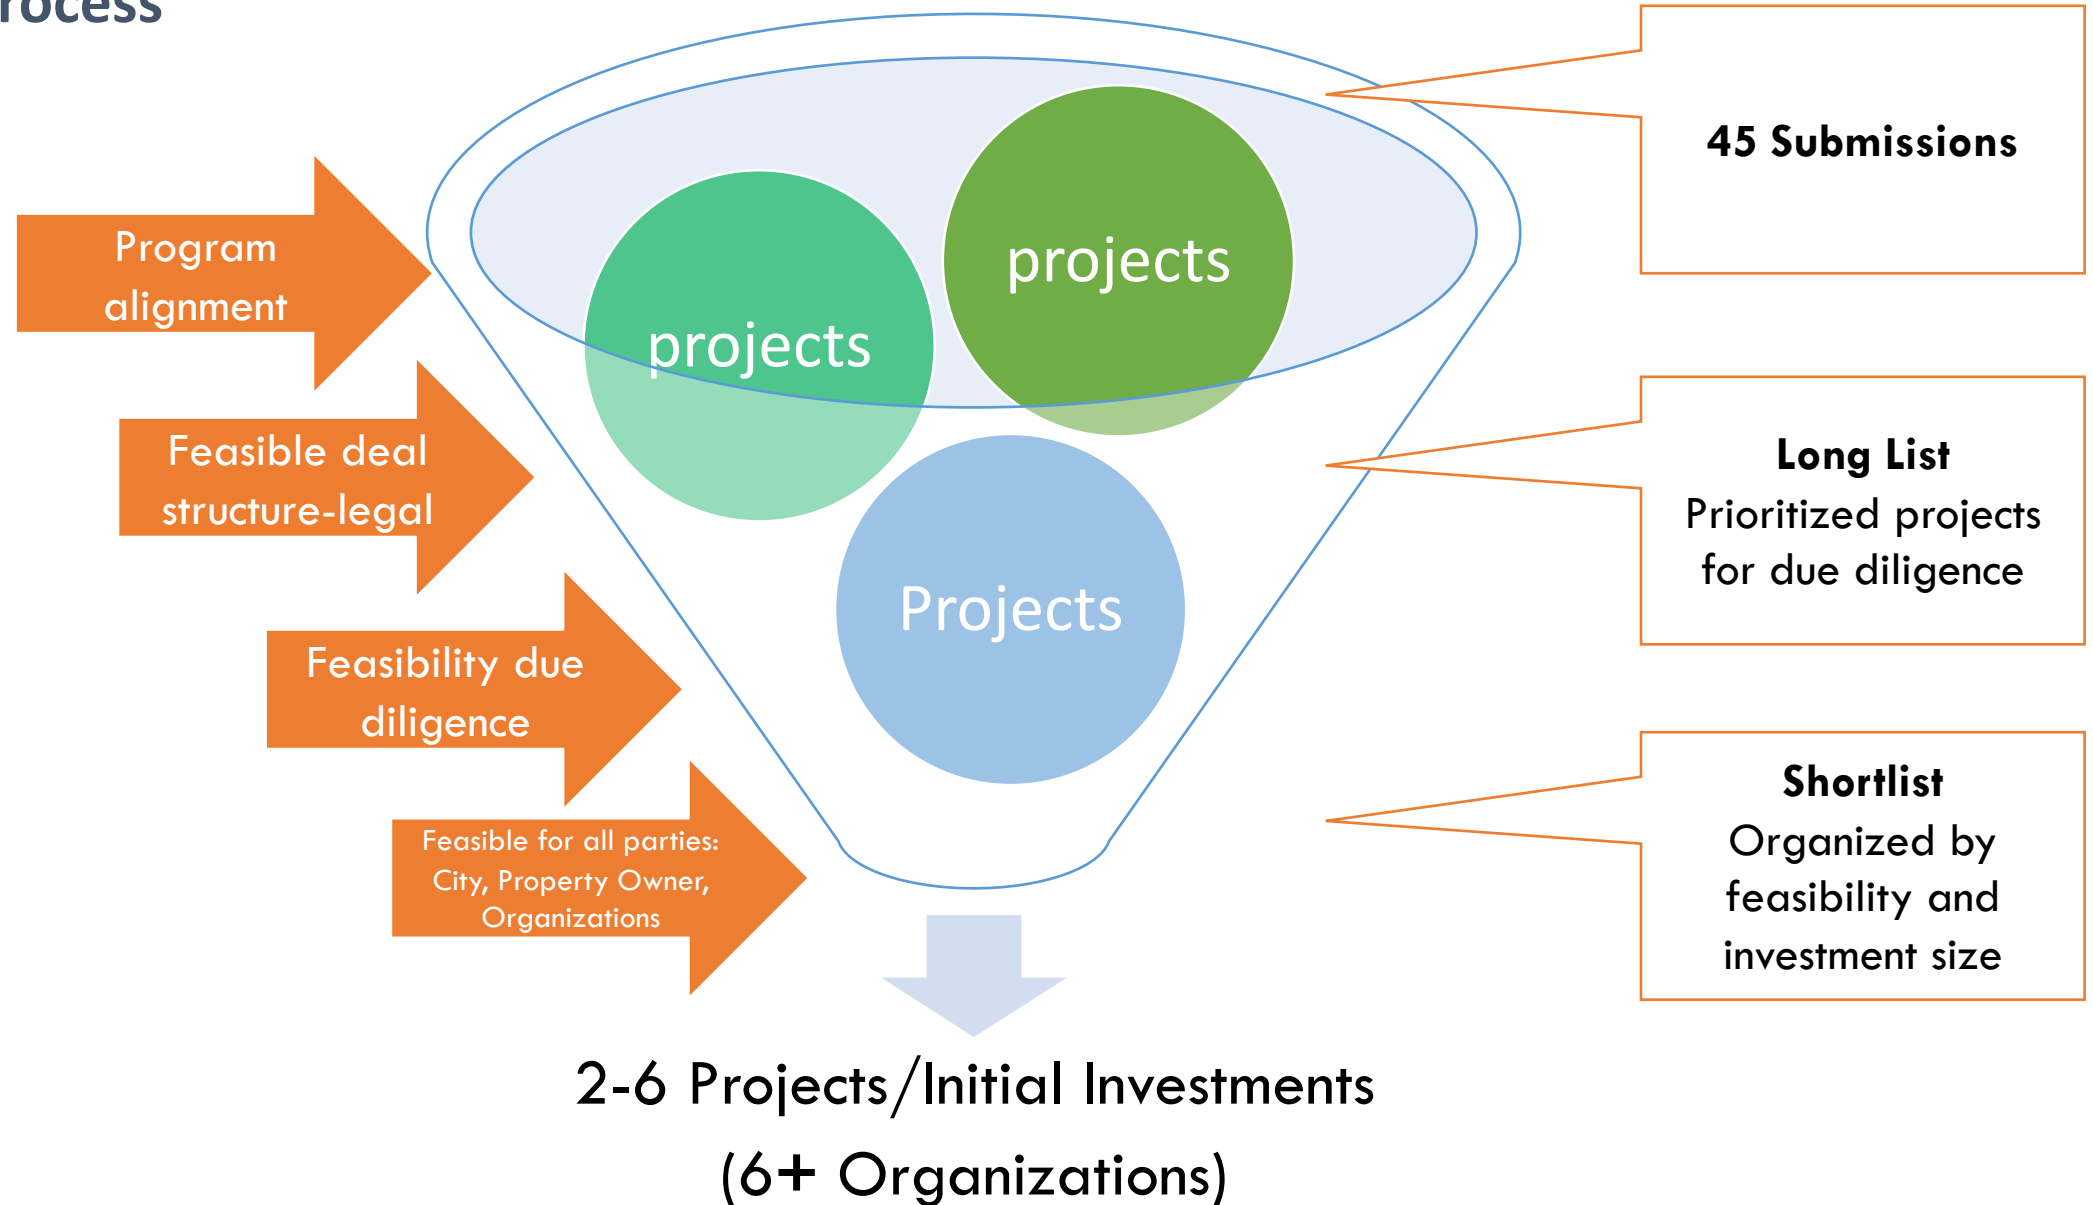 rocess
45 Submissions
Program
alignment
projects
projects
Feasible deal
structure-legal
Long List
Prioritized projects
for due diligence
Projects
Feasibility due
diligence
Shortlist
Organized by
feasibility and
investment size
Feasible for all parties:
City, Property Owner,
Organizations
2-6 Projects/Initial Investments
(6+ Organizations)